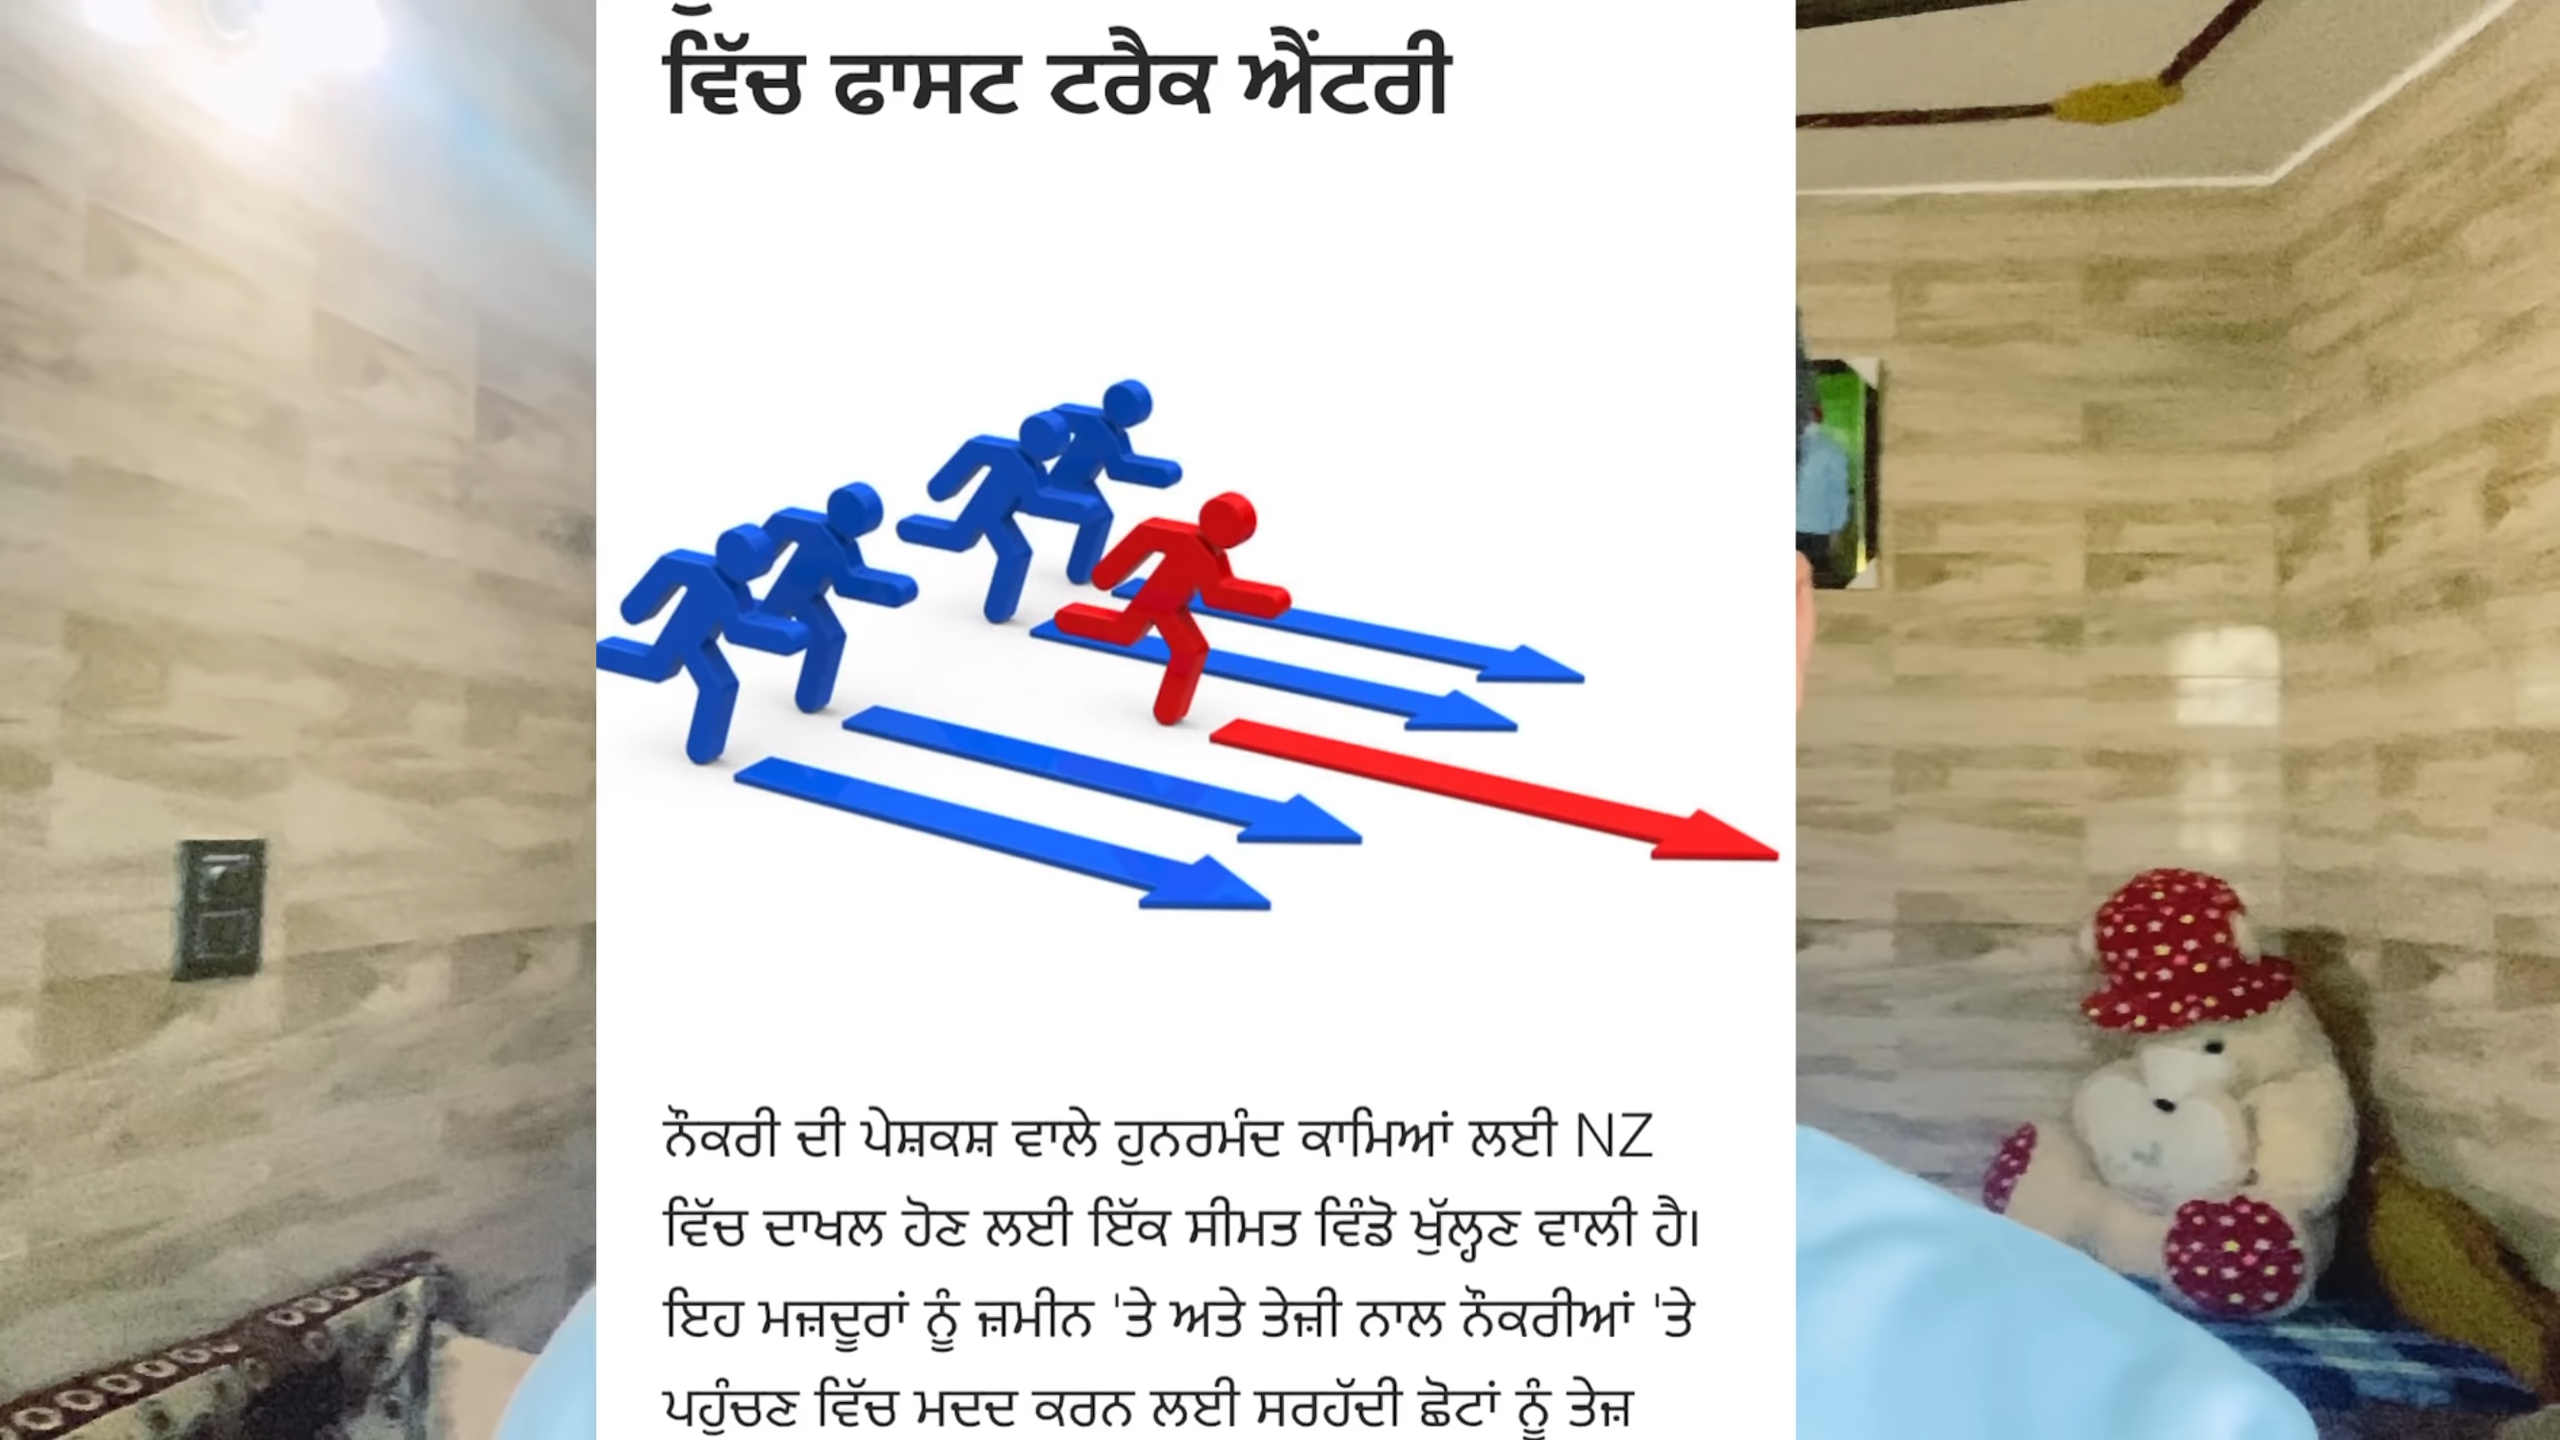 ਵਿੱਚ ਫਾਸਟ ਟਰੈਕ ਐਂਟਰੀ
ਨੌਕਰੀ ਦੀ ਪੇਸ਼ਕਸ਼ ਵਾਲੇ ਹੁਨਰਮੰਦ ਕਾਮਿਆਂ ਲਈ NZ
ਵਿੱਚ ਦਾਖਲ ਹੋਣ ਲਈ ਇੱਕ ਸੀਮਤ ਵਿੰਡੋ ਖੁੱਲ੍ਹਣ ਵਾਲੀ ਹੈ।
ਇਹ ਮਜ਼ਦੂਰਾਂ ਨੂੰ ਜ਼ਮੀਨ 'ਤੇ ਅਤੇ ਤੇਜ਼ੀ ਨਾਲ ਨੌਕਰੀਆਂ 'ਤੇ
ਪਹੁੰਚਣ ਵਿੱਚ ਮਦਦ ਕਰਨ ਲਈ ਸਰਹੱਦੀ ਛੋਟਾਂ ਨੂੰ ਤੇਜ਼